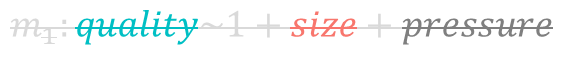 m₁: quality~1 + size + pressure